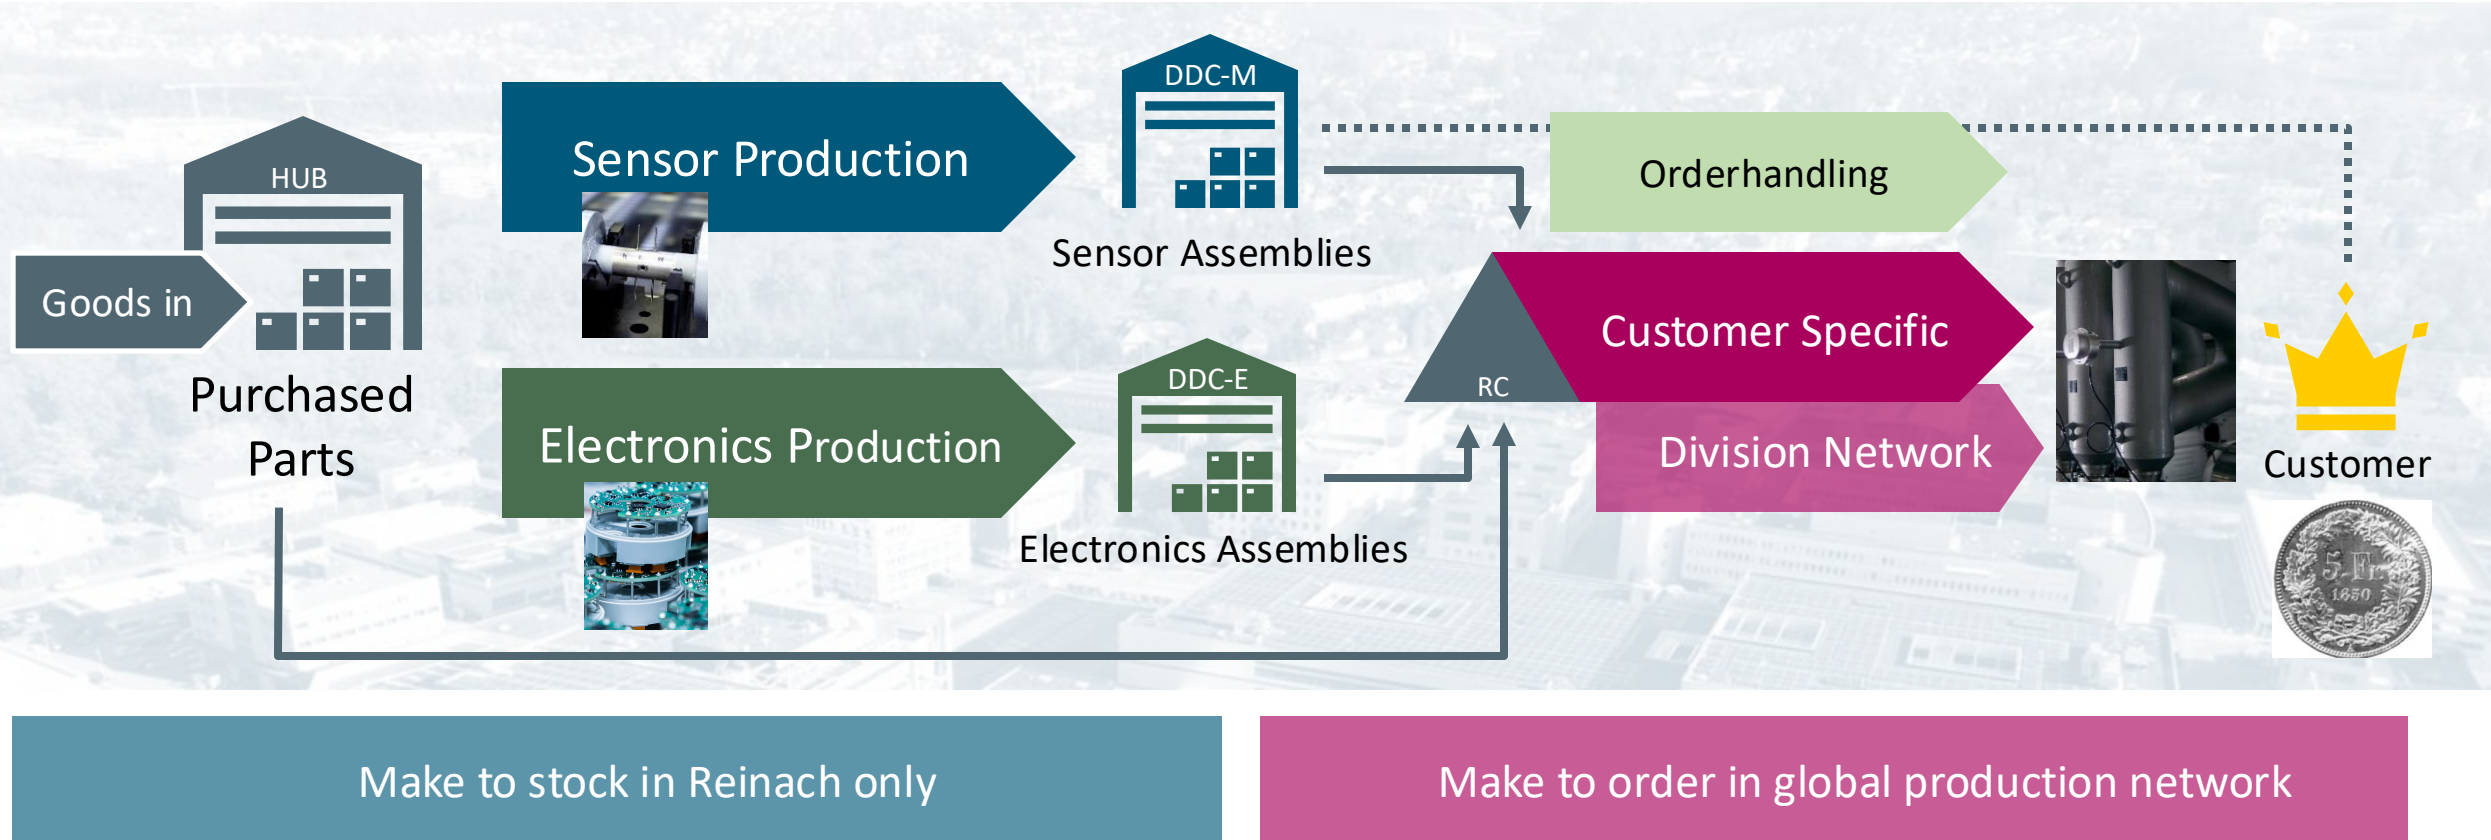 Goods in
HUB
Purchased
Parts
Sensor Production
Electronics Production
DDC-M
Sensor Assemblies
DDC-E
Electronics Assemblies
RC
Orderhandling
Customer Specific
Division Network
Customer
5 Fr.
1850
Make to stock in Reinach only
Make to order in global production network